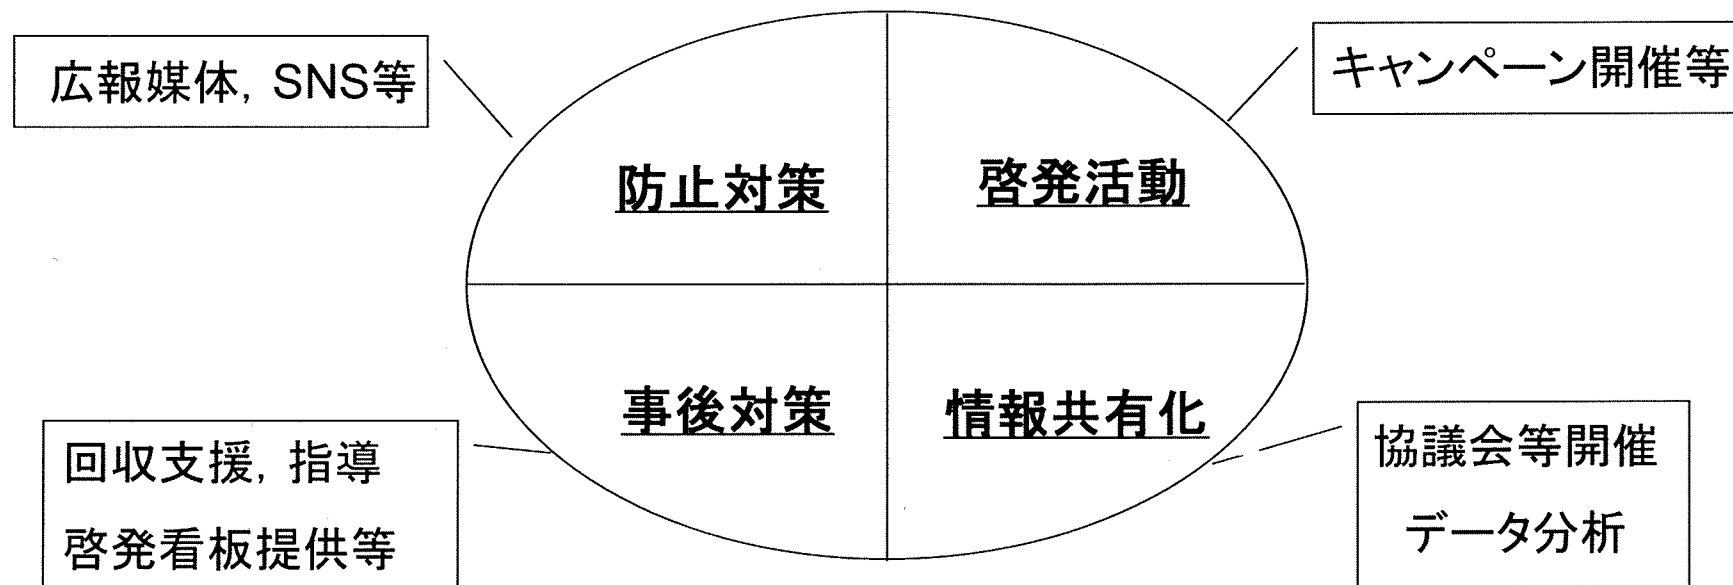 広報媒体, SNS等
キャンペーン開催等
防止対策
啓発活動
事後対策
情報共有化
回収支援, 指導
啓発看板提供等
協議会等開催
データ分析